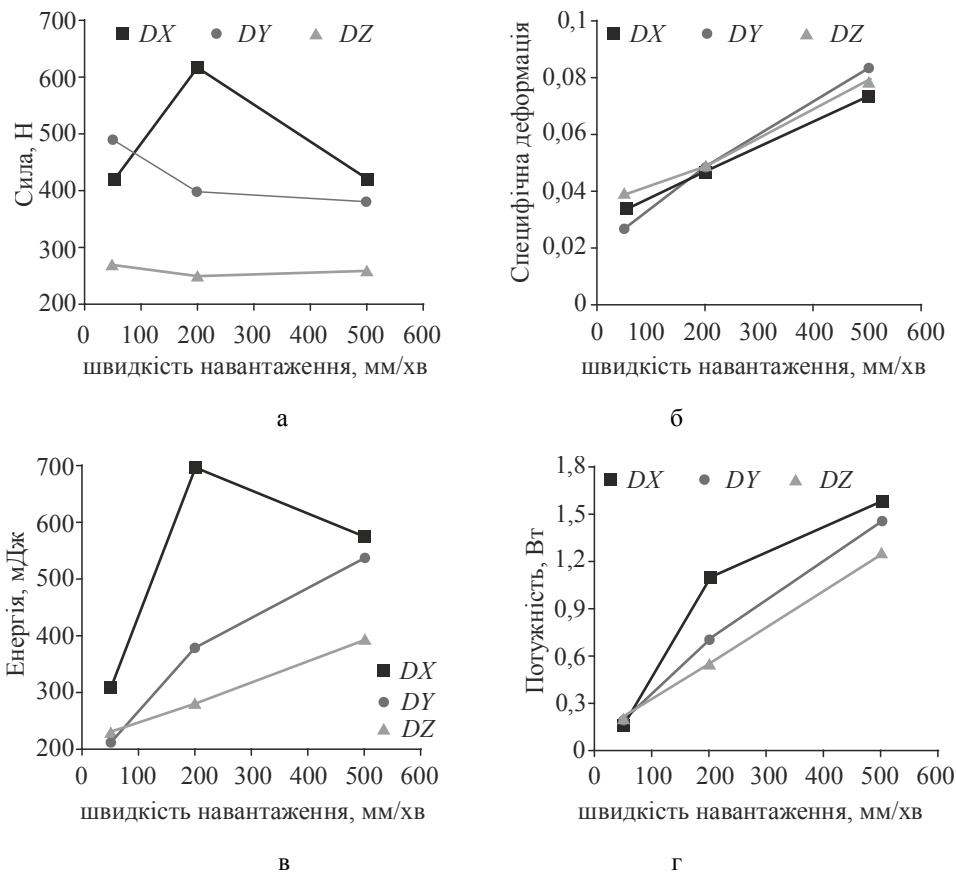 700
■ DX ● DY ▲ DZ
600
500
400
300
200
0 100 200 300 400 500 600
Сила, Н
швидкість навантаження, мм/хв
а
0,1
■ DX ● DY ▲ DZ
0,08
0,06
0,04
0,02
0
0 100 200 300 400 500 600
Специфічна деформація
швидкість навантаження, мм/хв
б
700
600
500
400
300
200
0 100 200 300 400 500 600
Енергія, мДж
■ DX
● DY
▲ DZ
швидкість навантаження, мм/хв
в
1,8
■ DX ● DY ▲ DZ
1,5
1,2
0,9
0,6
0,3
0
0 100 200 300 400 500 600
Потужність, Вт
швидкість навантаження, мм/хв
г